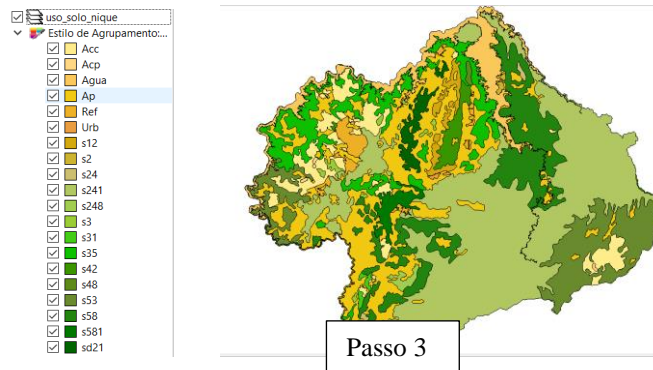 uso_solo_nique
Estilo de Agrupamento:...
Acc
Acp
Agua
Ap
Ref
Urb
s12
s2
s24
s241
s248
s3
s31
s35
s42
s48
s53
s58
s581
sd21
Passo 3